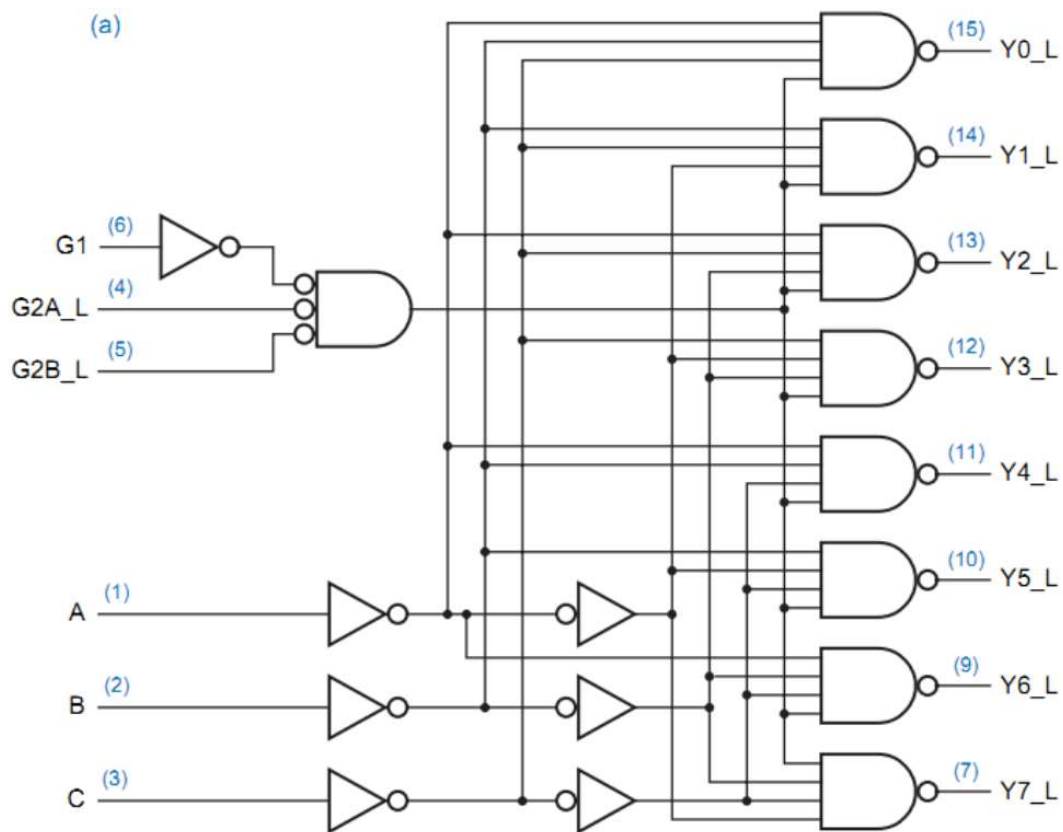 (a)
(15) Y0_L
(14) Y1_L
G1 (6)
(13) Y2_L
G2A_L (4)
G2B_L (5)
(12) Y3_L
(11) Y4_L
(10) Y5_L
A (1)
(9) Y6_L
B (2)
(7) Y7_L
C (3)